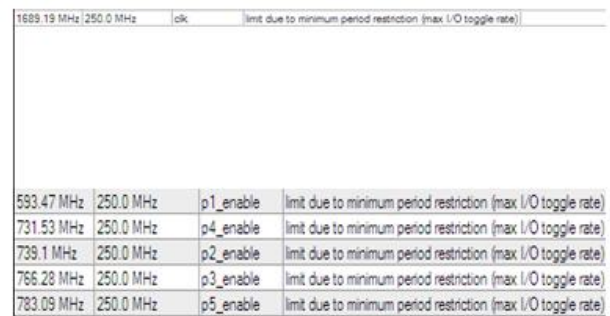 1689.19 MHz 250.0 MHz clk limit due to minimum period restriction (max I/O toggle rate)
593.47 MHz 250.0 MHz p1_enable limit due to minimum period restriction (max I/O toggle rate)
731.53 MHz 250.0 MHz p4_enable limit due to minimum period restriction (max I/O toggle rate)
739.1 MHz 250.0 MHz p2_enable limit due to minimum period restriction (max I/O toggle rate)
766.28 MHz 250.0 MHz p3_enable limit due to minimum period restriction (max I/O toggle rate)
783.09 MHz 250.0 MHz p5_enable limit due to minimum period restriction (max I/O toggle rate)